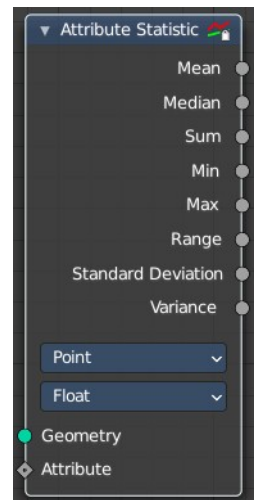 Attribute Statistic
Mean
Median
Sum
Min
Max
Range
Standard Deviation
Variance
Point
Float
Geometry
Attribute